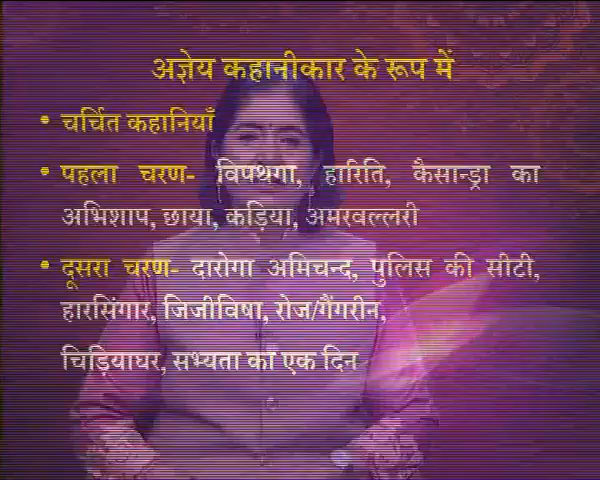 अज्ञेय कहानीकार के रूप में
• चर्चित कहानियाँ
• पहला चरण- विपथगा, हारिति, कैसान्ड्रा का
अभिशाप, छाया, कड़िया, अमरवल्लरी
• दूसरा चरण- दारोगा अमिचन्द, पुलिस की सीटी,
हारसिंगार, जिजीविषा, रोज/गैंगरीन,
चिड़ियाघर, सभ्यता का एक दिन